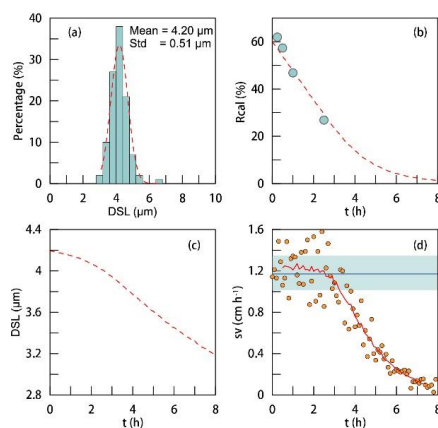 (a)
Mean = 4.20 μm
Std = 0.51 μm
Percentage (%)
40
30
20
10
0
0 2 4 6 8 10
DSL (μm)
(b)
Rcal (%)
80
60
40
20
0
0 2 4 6 8
t (h)
(c)
DSL (μm)
4.4
4
3.6
3.2
2.8
0 2 4 6 8
t (h)
(d)
sv (cm h⁻¹)
1.6
1.2
0.8
0.4
0
0 2 4 6 8
t (h)